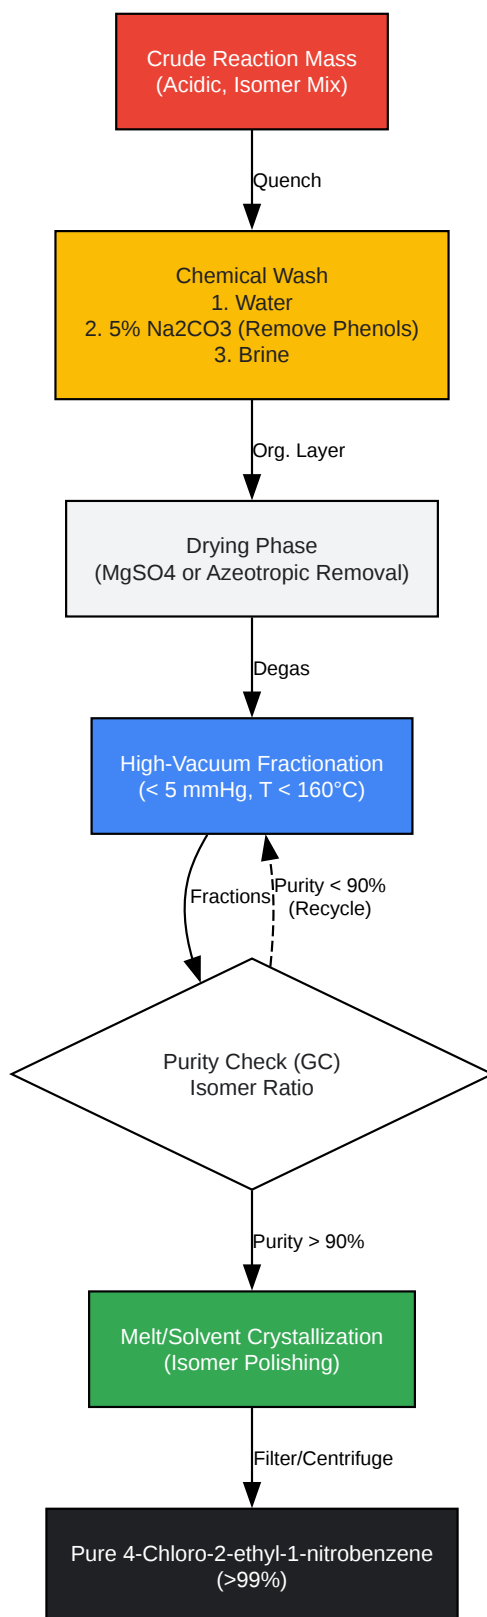 Crude Reaction Mass
(Acidic, Isomer Mix)
Quench
Chemical Wash
1. Water
2. 5% Na2CO3 (Remove Phenols)
3. Brine
Org. Layer
Drying Phase
(MgSO4 or Azeotropic Removal)
Degas
High-Vacuum Fractionation
(< 5 mmHg, T < 160°C)
Fractions
Purity < 90%
(Recycle)
Purity Check (GC)
Isomer Ratio
Purity > 90%
Melt/Solvent Crystallization
(Isomer Polishing)
Filter/Centrifuge
Pure 4-Chloro-2-ethyl-1-nitrobenzene
(>99%)